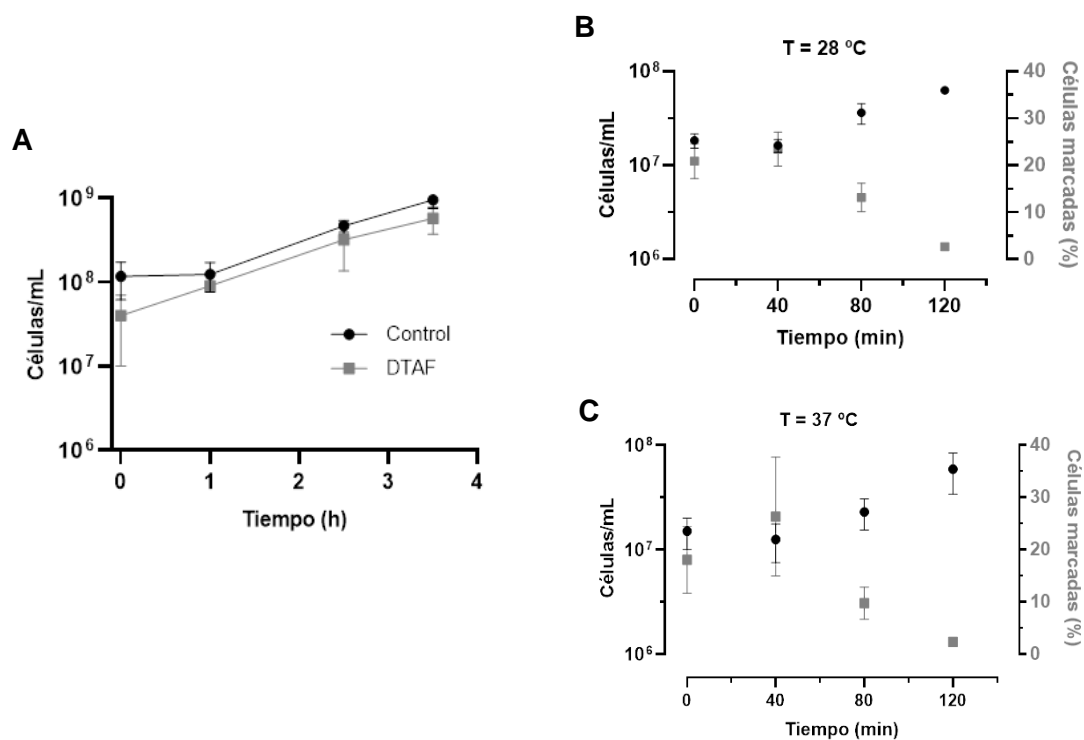 A
Células/mL
10⁹
10⁸
10⁷
10⁶
0
1
2
3
4
Tiempo (h)
Control
DTAF
B
T = 28 ºC
Células/mL
10⁸
10⁷
10⁶
40
30
20
10
0
Células marcadas (%)
0
40
80
120
Tiempo (min)
C
T = 37 ºC
Células/mL
10⁸
10⁷
10⁶
40
30
20
10
0
Células marcadas (%)
0
40
80
120
Tiempo (min)